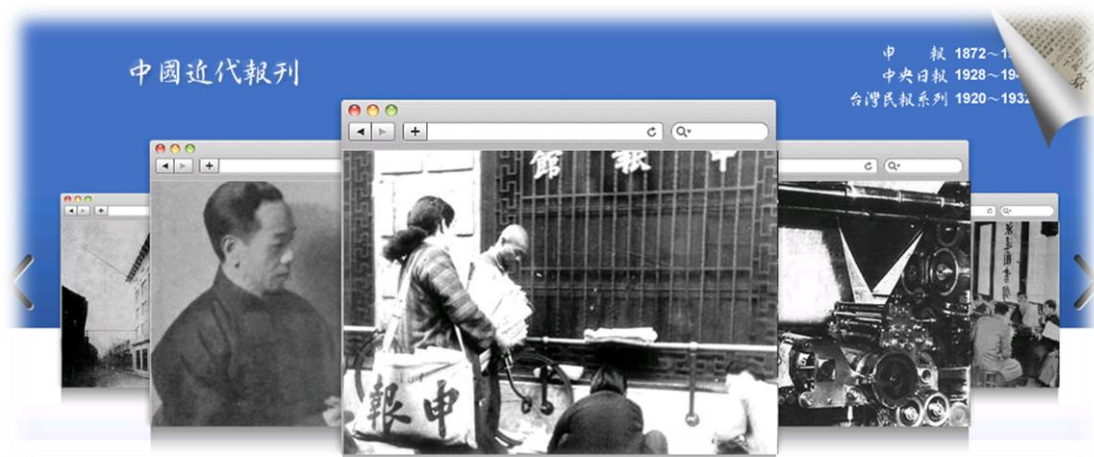 中國近代報刊
申 報 1872～1
中央日報 1928～194
台灣民報系列 1920～1932
申報館
申報